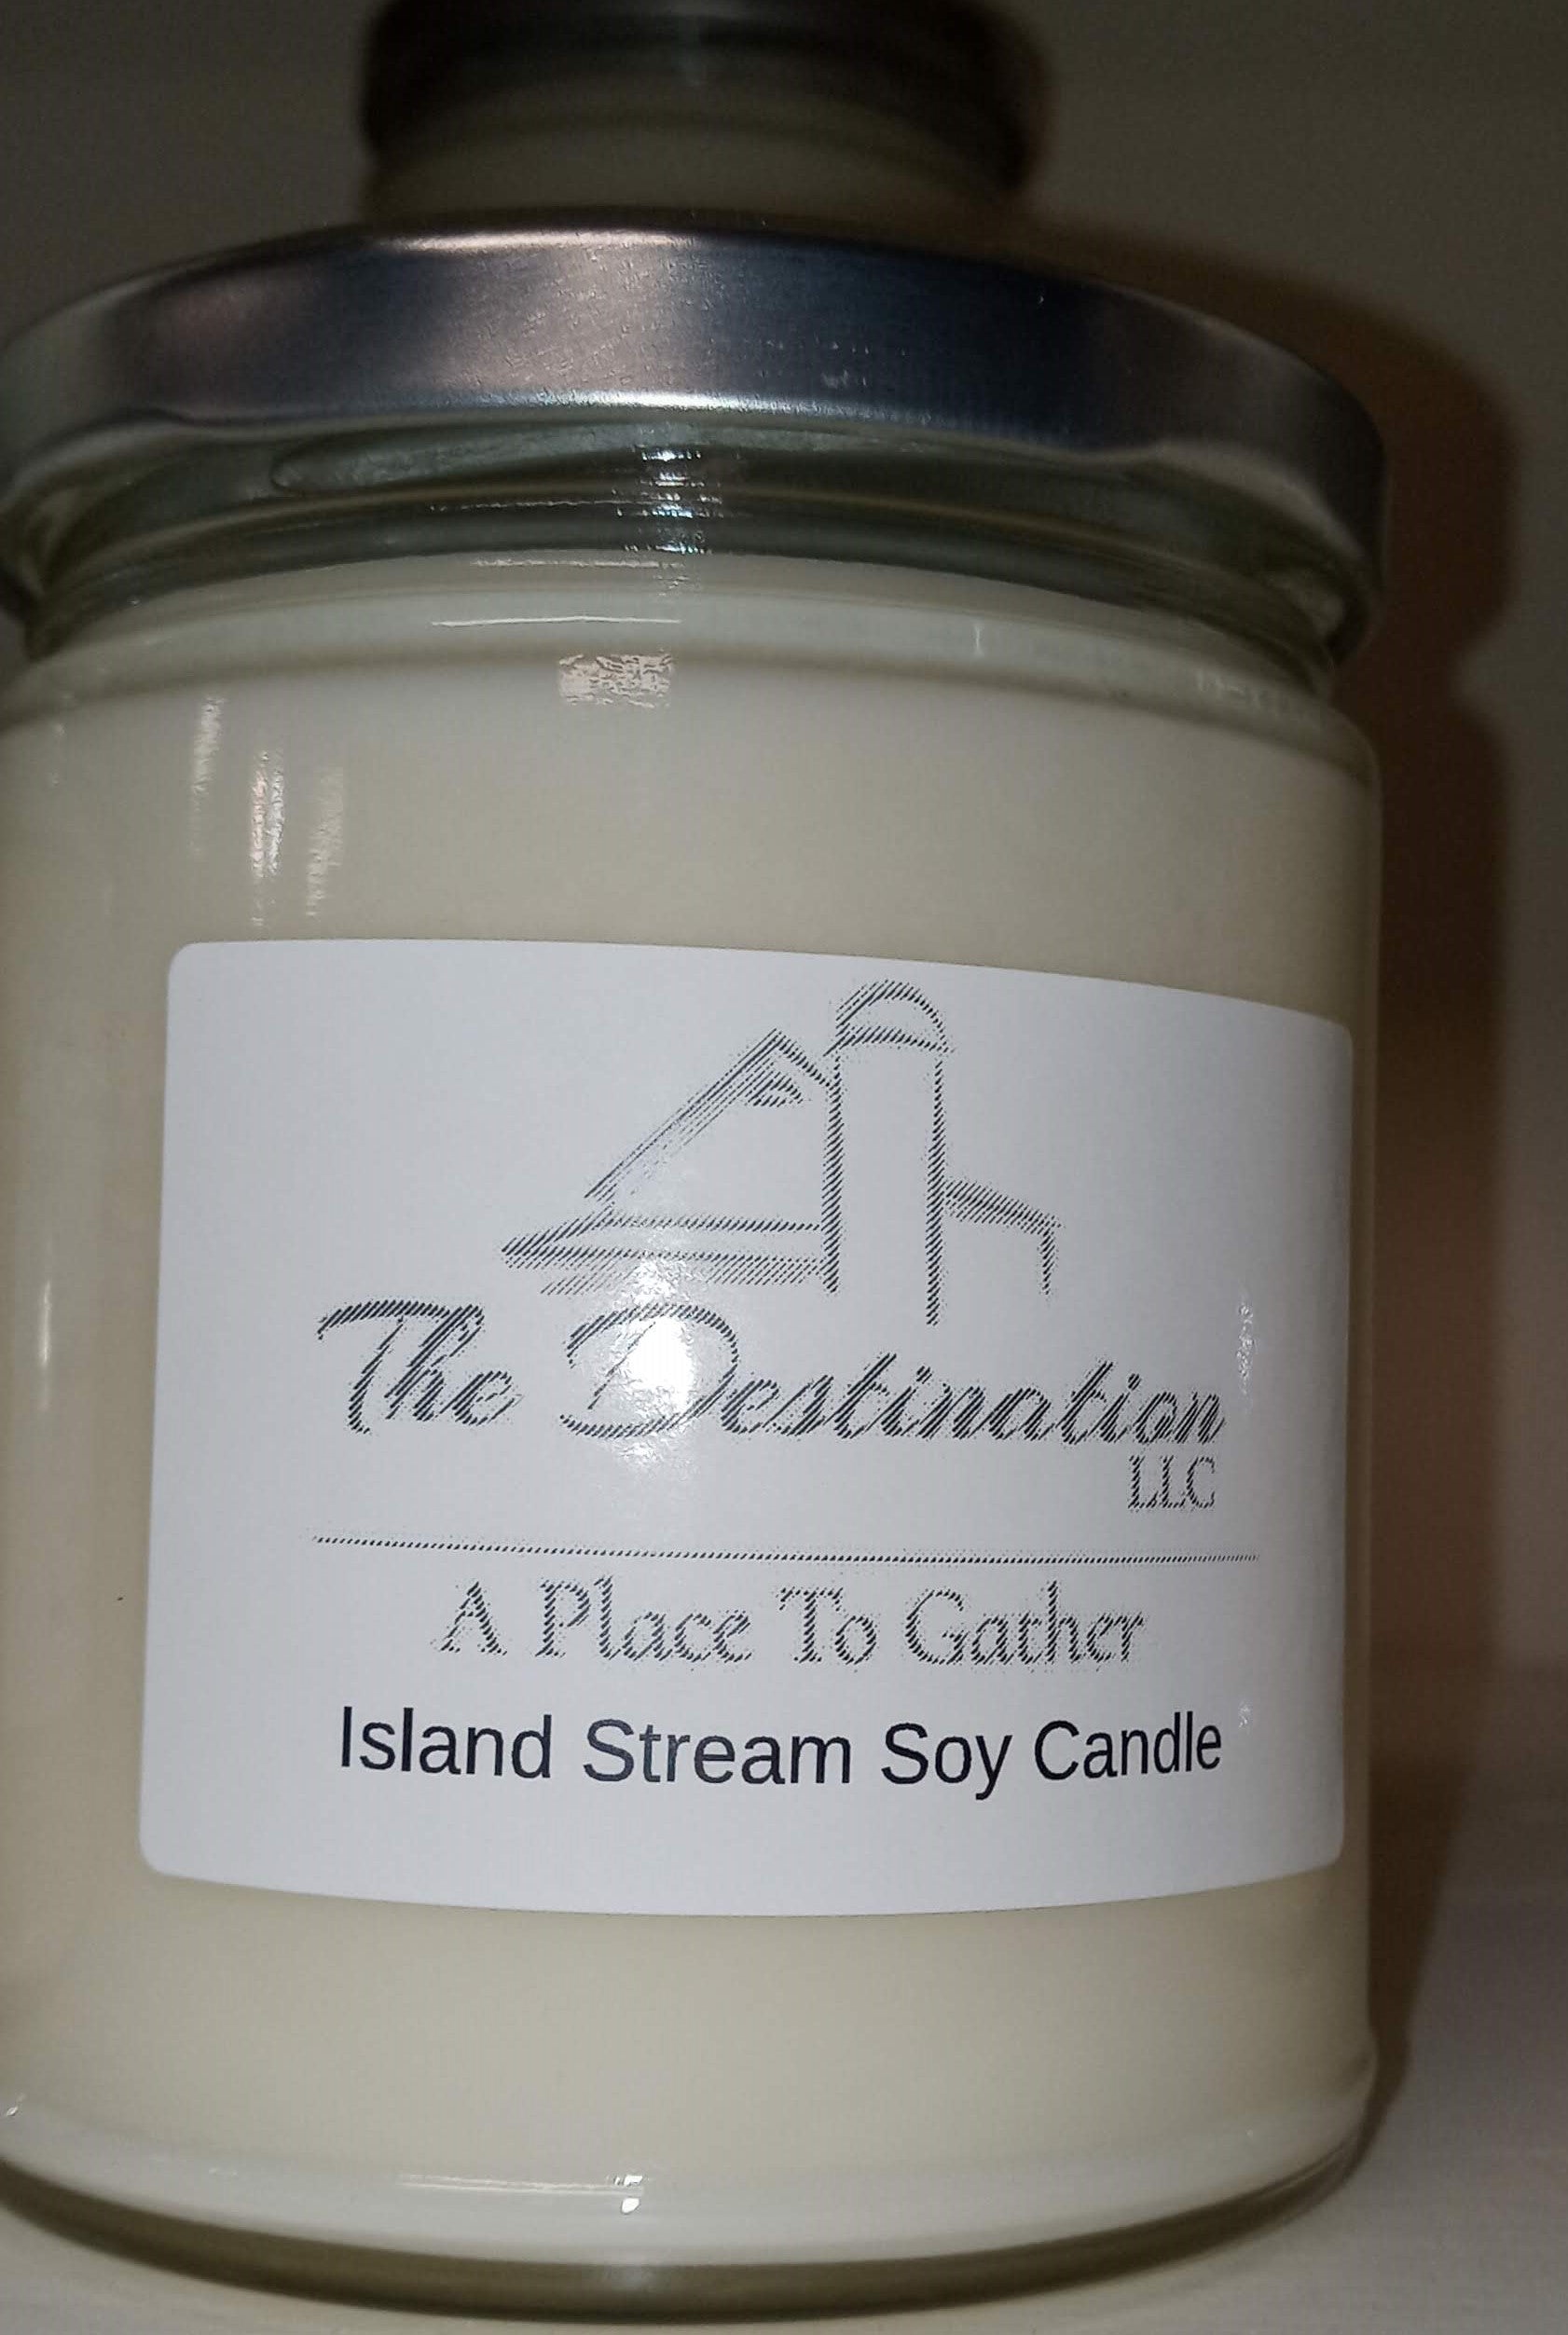 The Destination
LLC
A Place To Gather
Island Stream Soy Candle